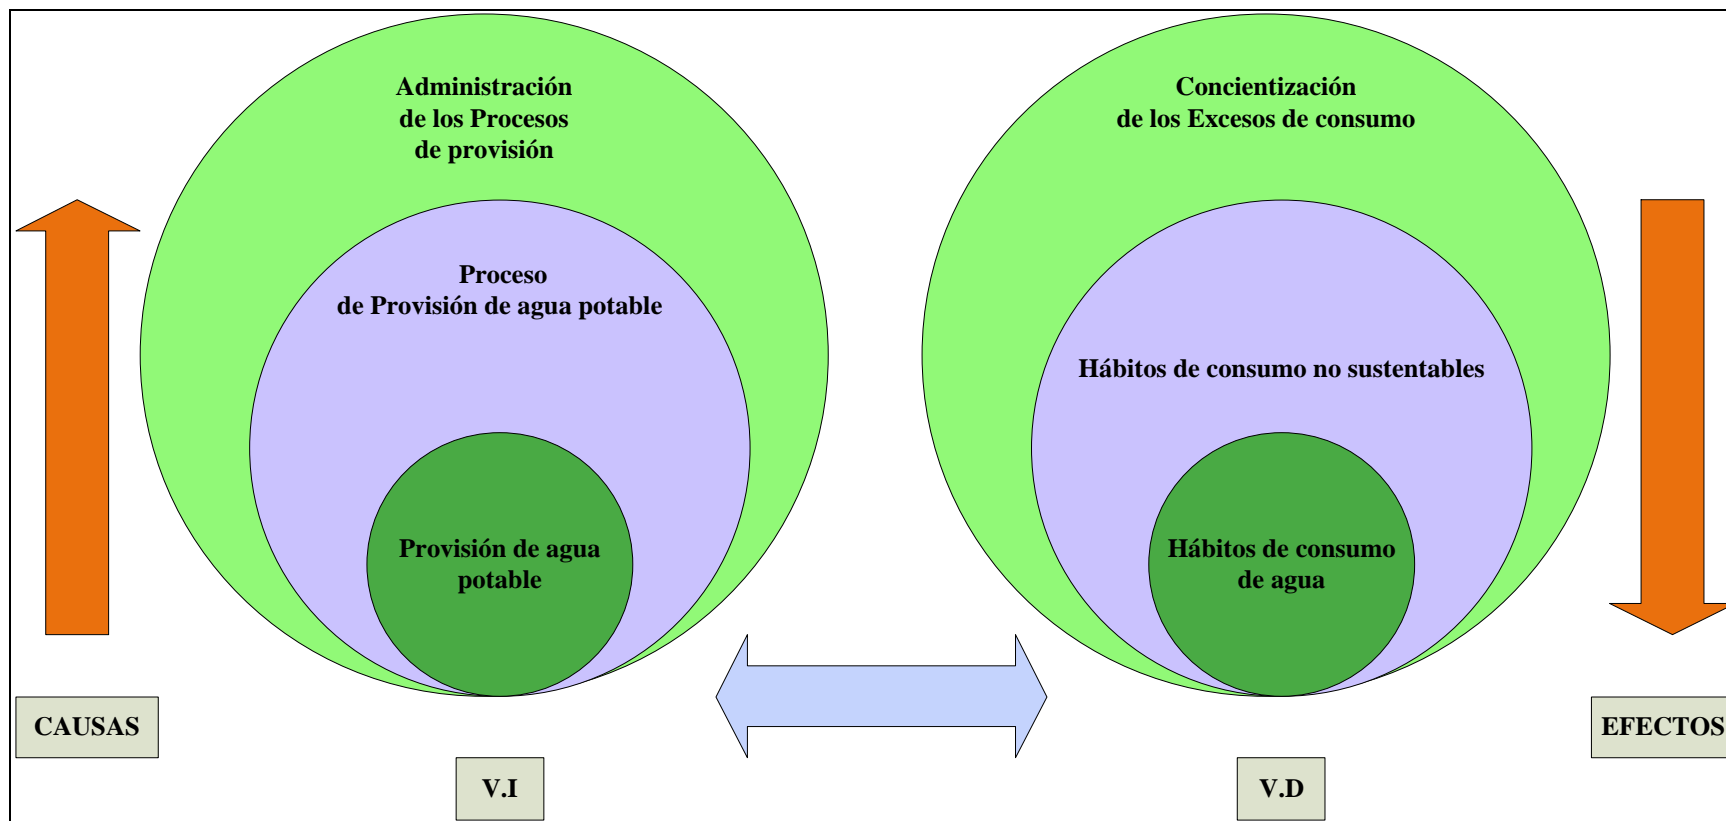 Administración
de los Procesos
de provisión
Proceso
de Provisión de agua potable
Provisión de agua
potable
Concientización
de los Excesos de consumo
Hábitos de consumo no sustentables
Hábitos de consumo
de agua
CAUSAS
EFECTOS
V.I
V.D